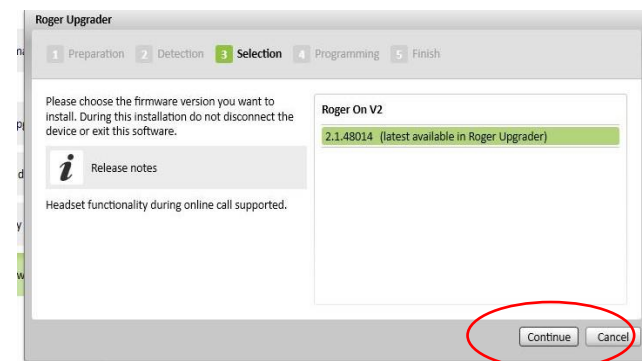 Roger Upgrader
1 Preparation 2 Detection 3 Selection 4 Programming 5 Finish
Please choose the firmware version you want to
install. During this installation do not disconnect the
device or exit this software.
i Release notes
Headset functionality during online call supported.
Roger On V2
2.1.48014 (latest available in Roger Upgrader)
Continue Cancel